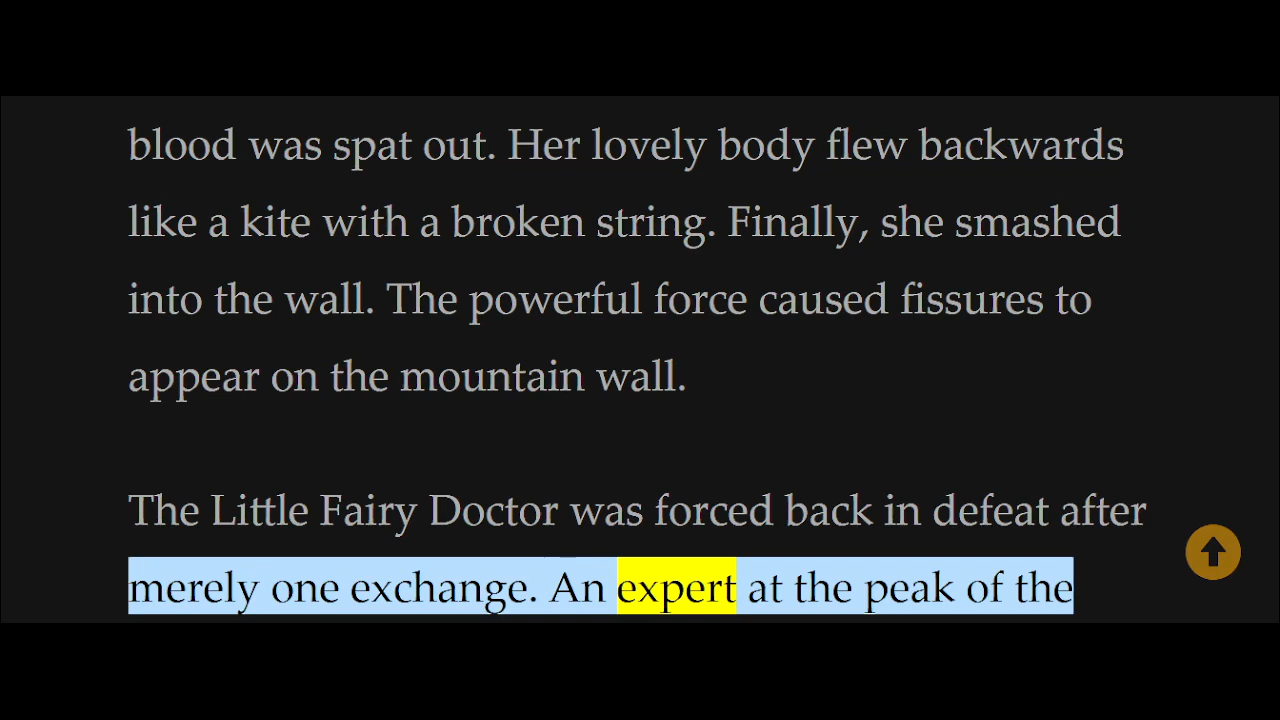 blood was spat out. Her lovely body flew backwards
like a kite with a broken string. Finally, she smashed
into the wall. The powerful force caused fissures to
appear on the mountain wall.
The Little Fairy Doctor was forced back in defeat after
merely one exchange. An expert at the peak of the